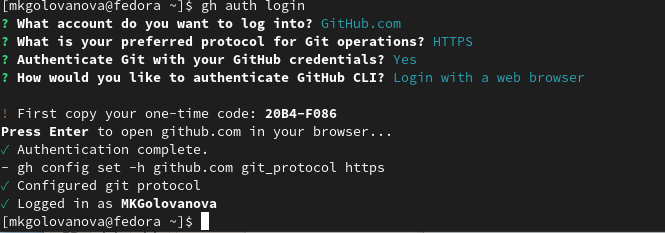 [mkgolovanova@fedora ~]$ gh auth login
? What account do you want to log into? GitHub.com
? What is your preferred protocol for Git operations? HTTPS
? Authenticate Git with your GitHub credentials? Yes
? How would you like to authenticate GitHub CLI? Login with a web browser
! First copy your one-time code: 20B4-F086
Press Enter to open github.com in your browser...
✓ Authentication complete.
- gh config set -h github.com git_protocol https
✓ Configured git protocol
✓ Logged in as MKGolovanova
[mkgolovanova@fedora ~]$